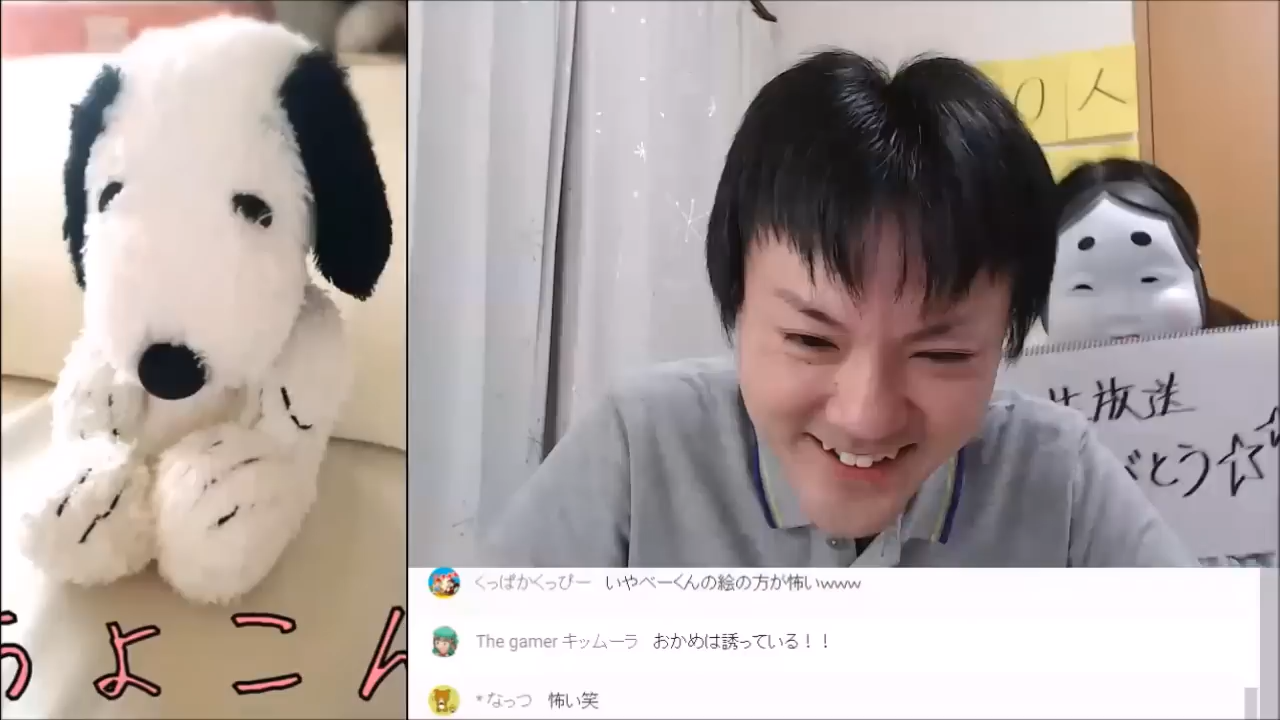 ちょこん
0人
生放送
がとう☆
くっぱかくっぴー いやべーくんの絵の方が怖いwww
The gamer キッムーラ おかめは誘っている！！
*なっつ 怖い笑